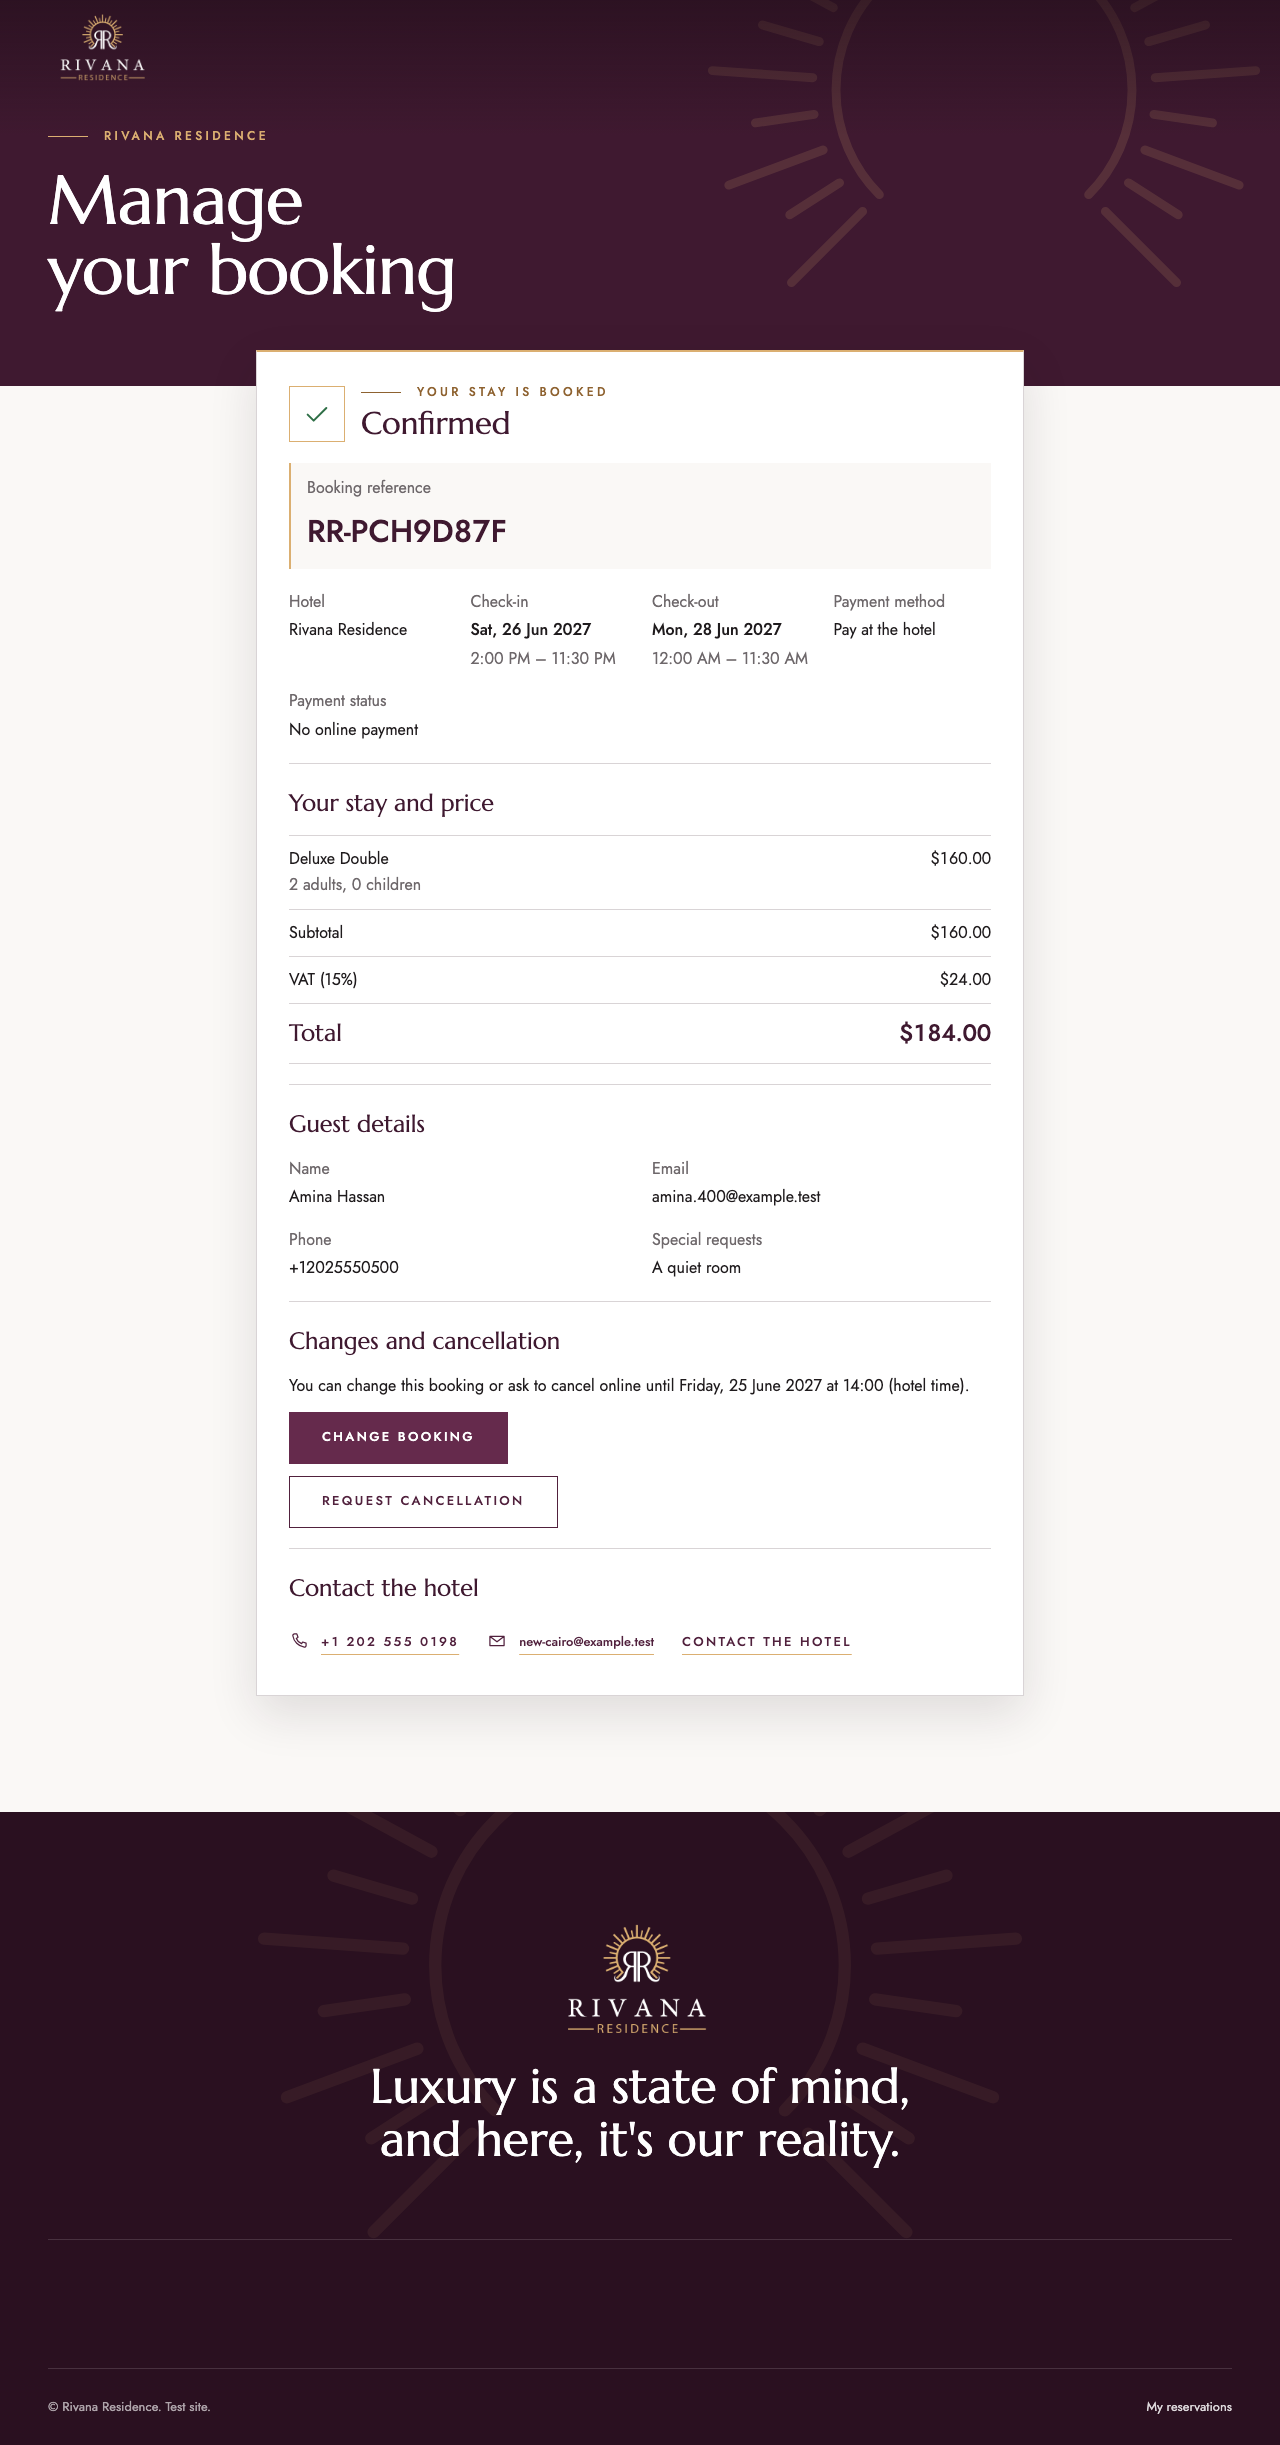 RIVANA
RESIDENCE
RIVANA RESIDENCE
Manage
your booking
YOUR STAY IS BOOKED
Confirmed
Booking reference
RR-PCH9D87F
Hotel
Rivana Residence
Check-in
Sat, 26 Jun 2027
2:00 PM – 11:30 PM
Check-out
Mon, 28 Jun 2027
12:00 AM – 11:30 AM
Payment method
Pay at the hotel
Payment status
No online payment
Your stay and price
Deluxe Double $160.00
2 adults, 0 children
Subtotal $160.00
VAT (15%) $24.00
Total $184.00
Guest details
Name
Amina Hassan
Email
amina.400@example.test
Phone
+12025550500
Special requests
A quiet room
Changes and cancellation
You can change this booking or ask to cancel online until Friday, 25 June 2027 at 14:00 (hotel time).
CHANGE BOOKING
REQUEST CANCELLATION
Contact the hotel
+1 202 555 0198 new-cairo@example.test CONTACT THE HOTEL
RIVANA
RESIDENCE
Luxury is a state of mind,
and here, it's our reality.
© Rivana Residence. Test site. My reservations